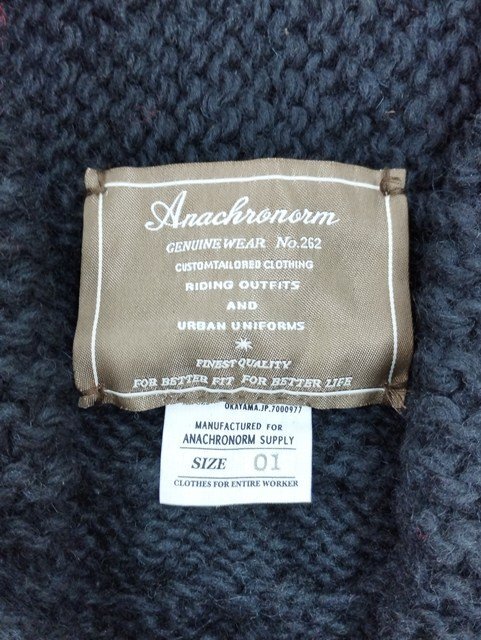 Anachronorm
GENUINE WEAR No.262
CUSTOMTAILORED CLOTHING
RIDING OUTFITS
AND
URBAN UNIFORMS
FINEST QUALITY
FOR BETTER FIT FOR BETTER LIFE
OKAYAMA.JP.7000977
MANUFACTURED FOR
ANACHRONORM SUPPLY
SIZE 01
CLOTHES FOR ENTIRE WORKER